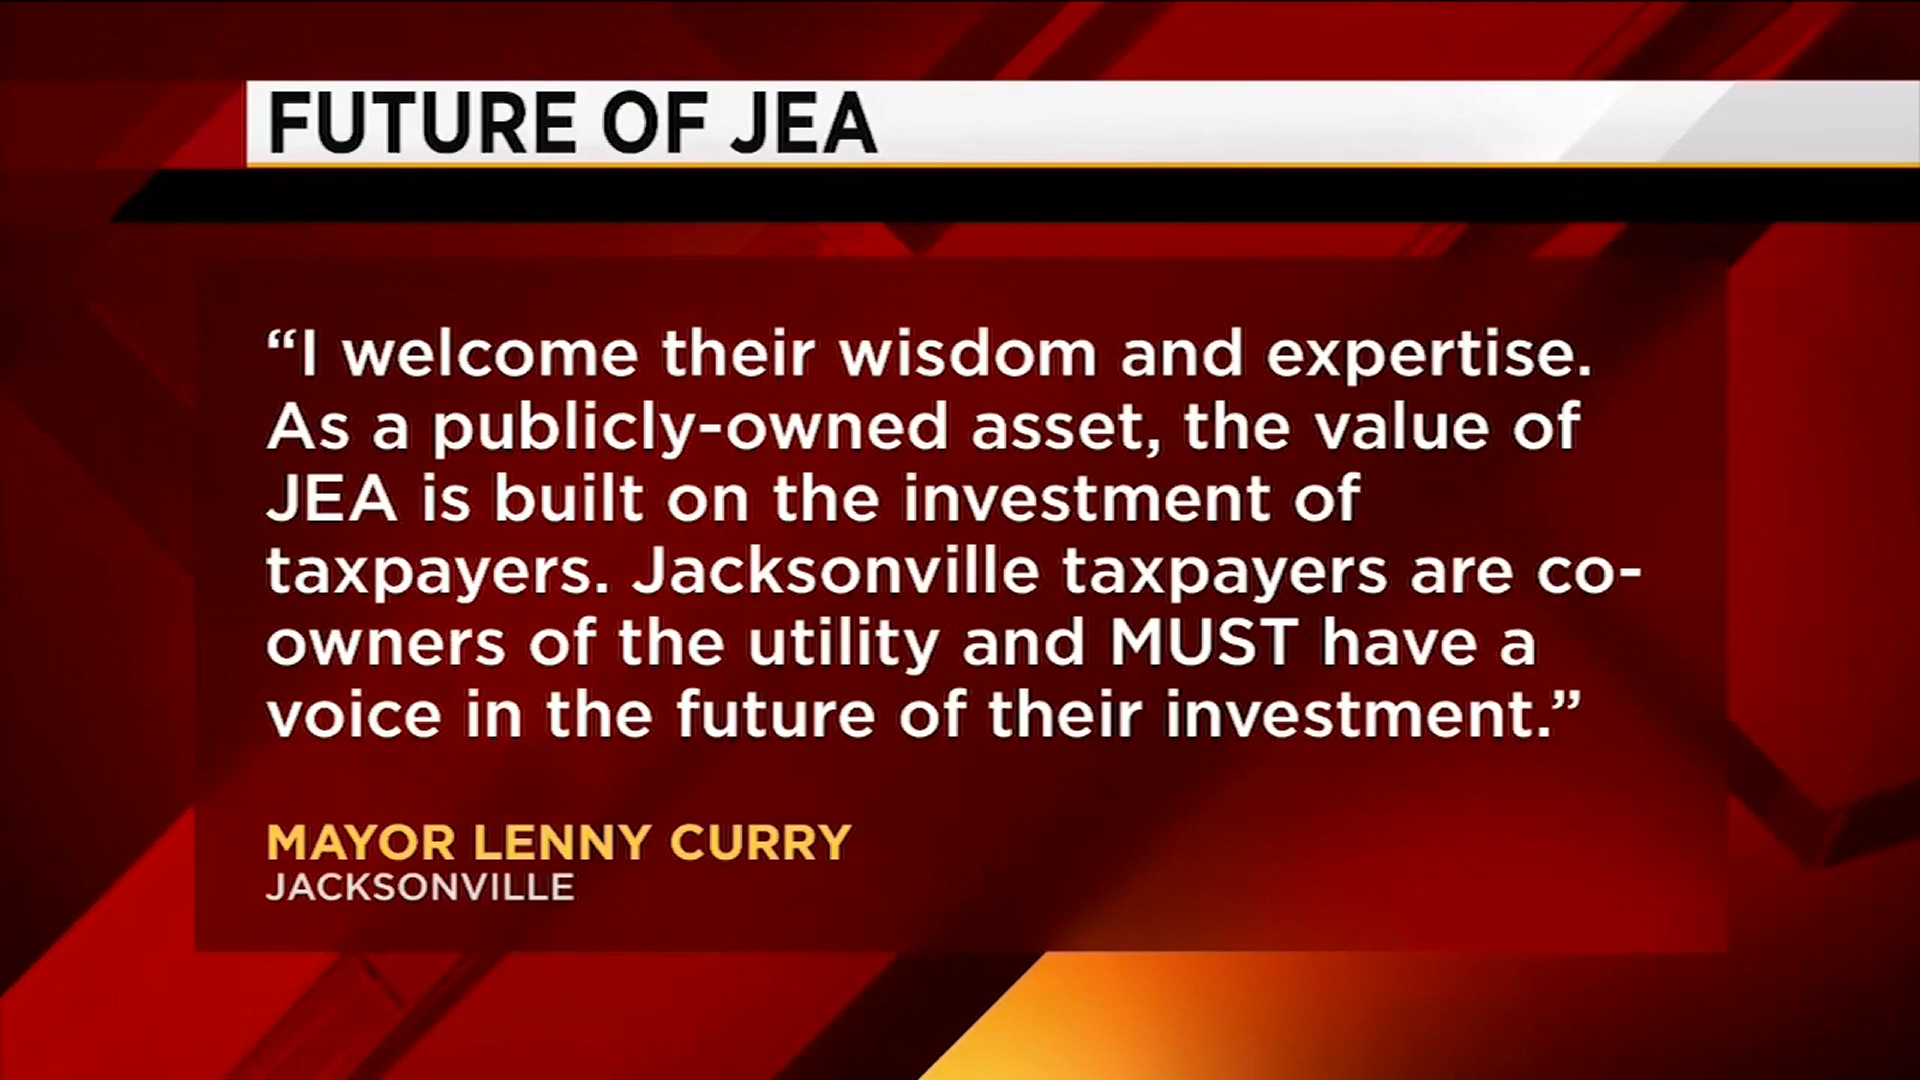 FUTURE OF JEA
“I welcome their wisdom and expertise.
As a publicly-owned asset, the value of
JEA is built on the investment of
taxpayers. Jacksonville taxpayers are co-
owners of the utility and MUST have a
voice in the future of their investment.”
MAYOR LENNY CURRY
JACKSONVILLE